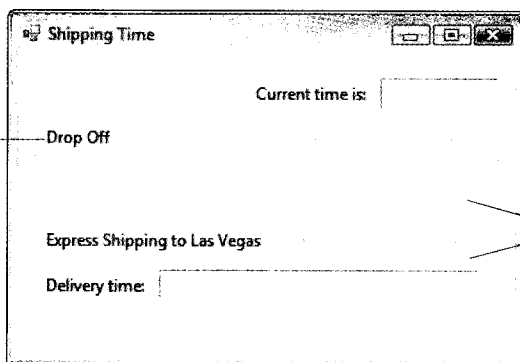 Shipping Time
Current time is:
Drop Off
Express Shipping to Las Vegas
Delivery time: